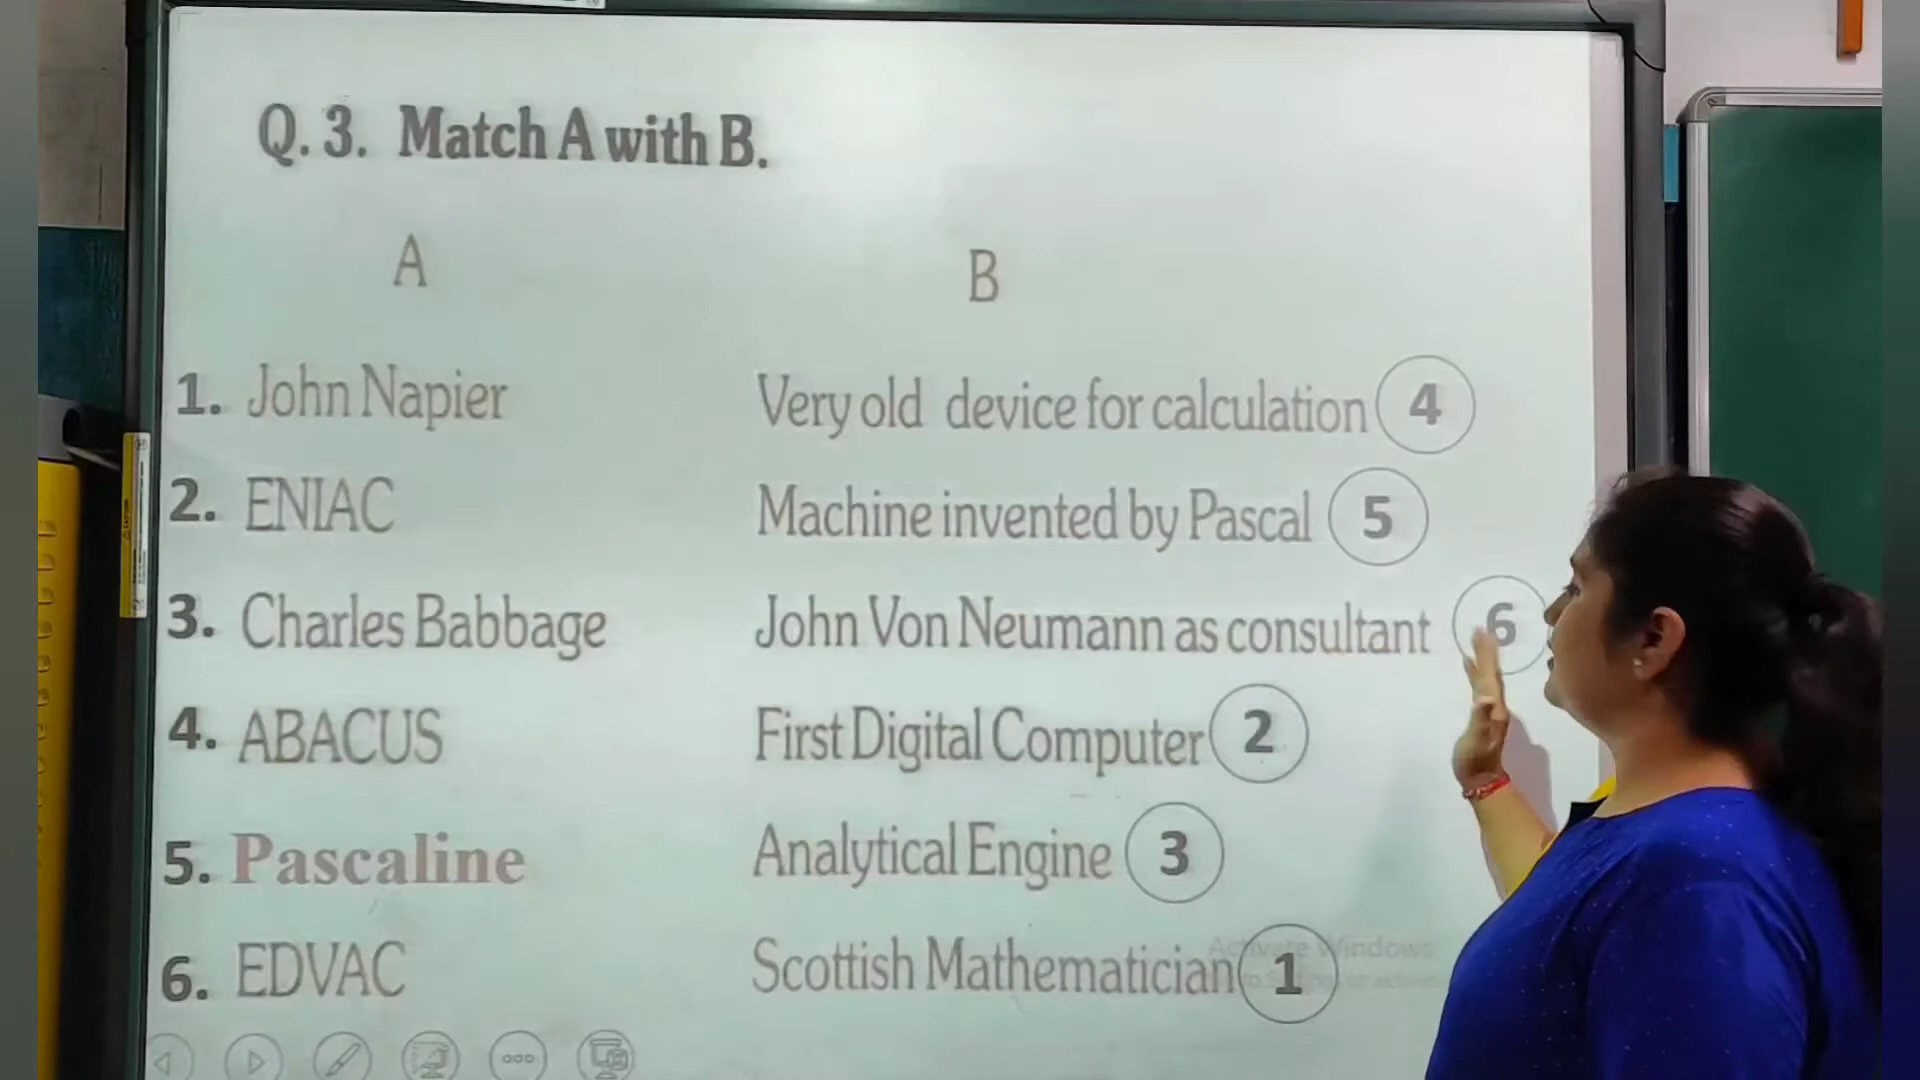 Q. 3. Match A with B.
A B
1. John Napier Very old device for calculation 4
2. ENIAC Machine invented by Pascal 5
3. Charles Babbage John Von Neumann as consultant 6
4. ABACUS First Digital Computer 2
5. Pascaline Analytical Engine 3
6. EDVAC Scottish Mathematician 1
Activate Windows